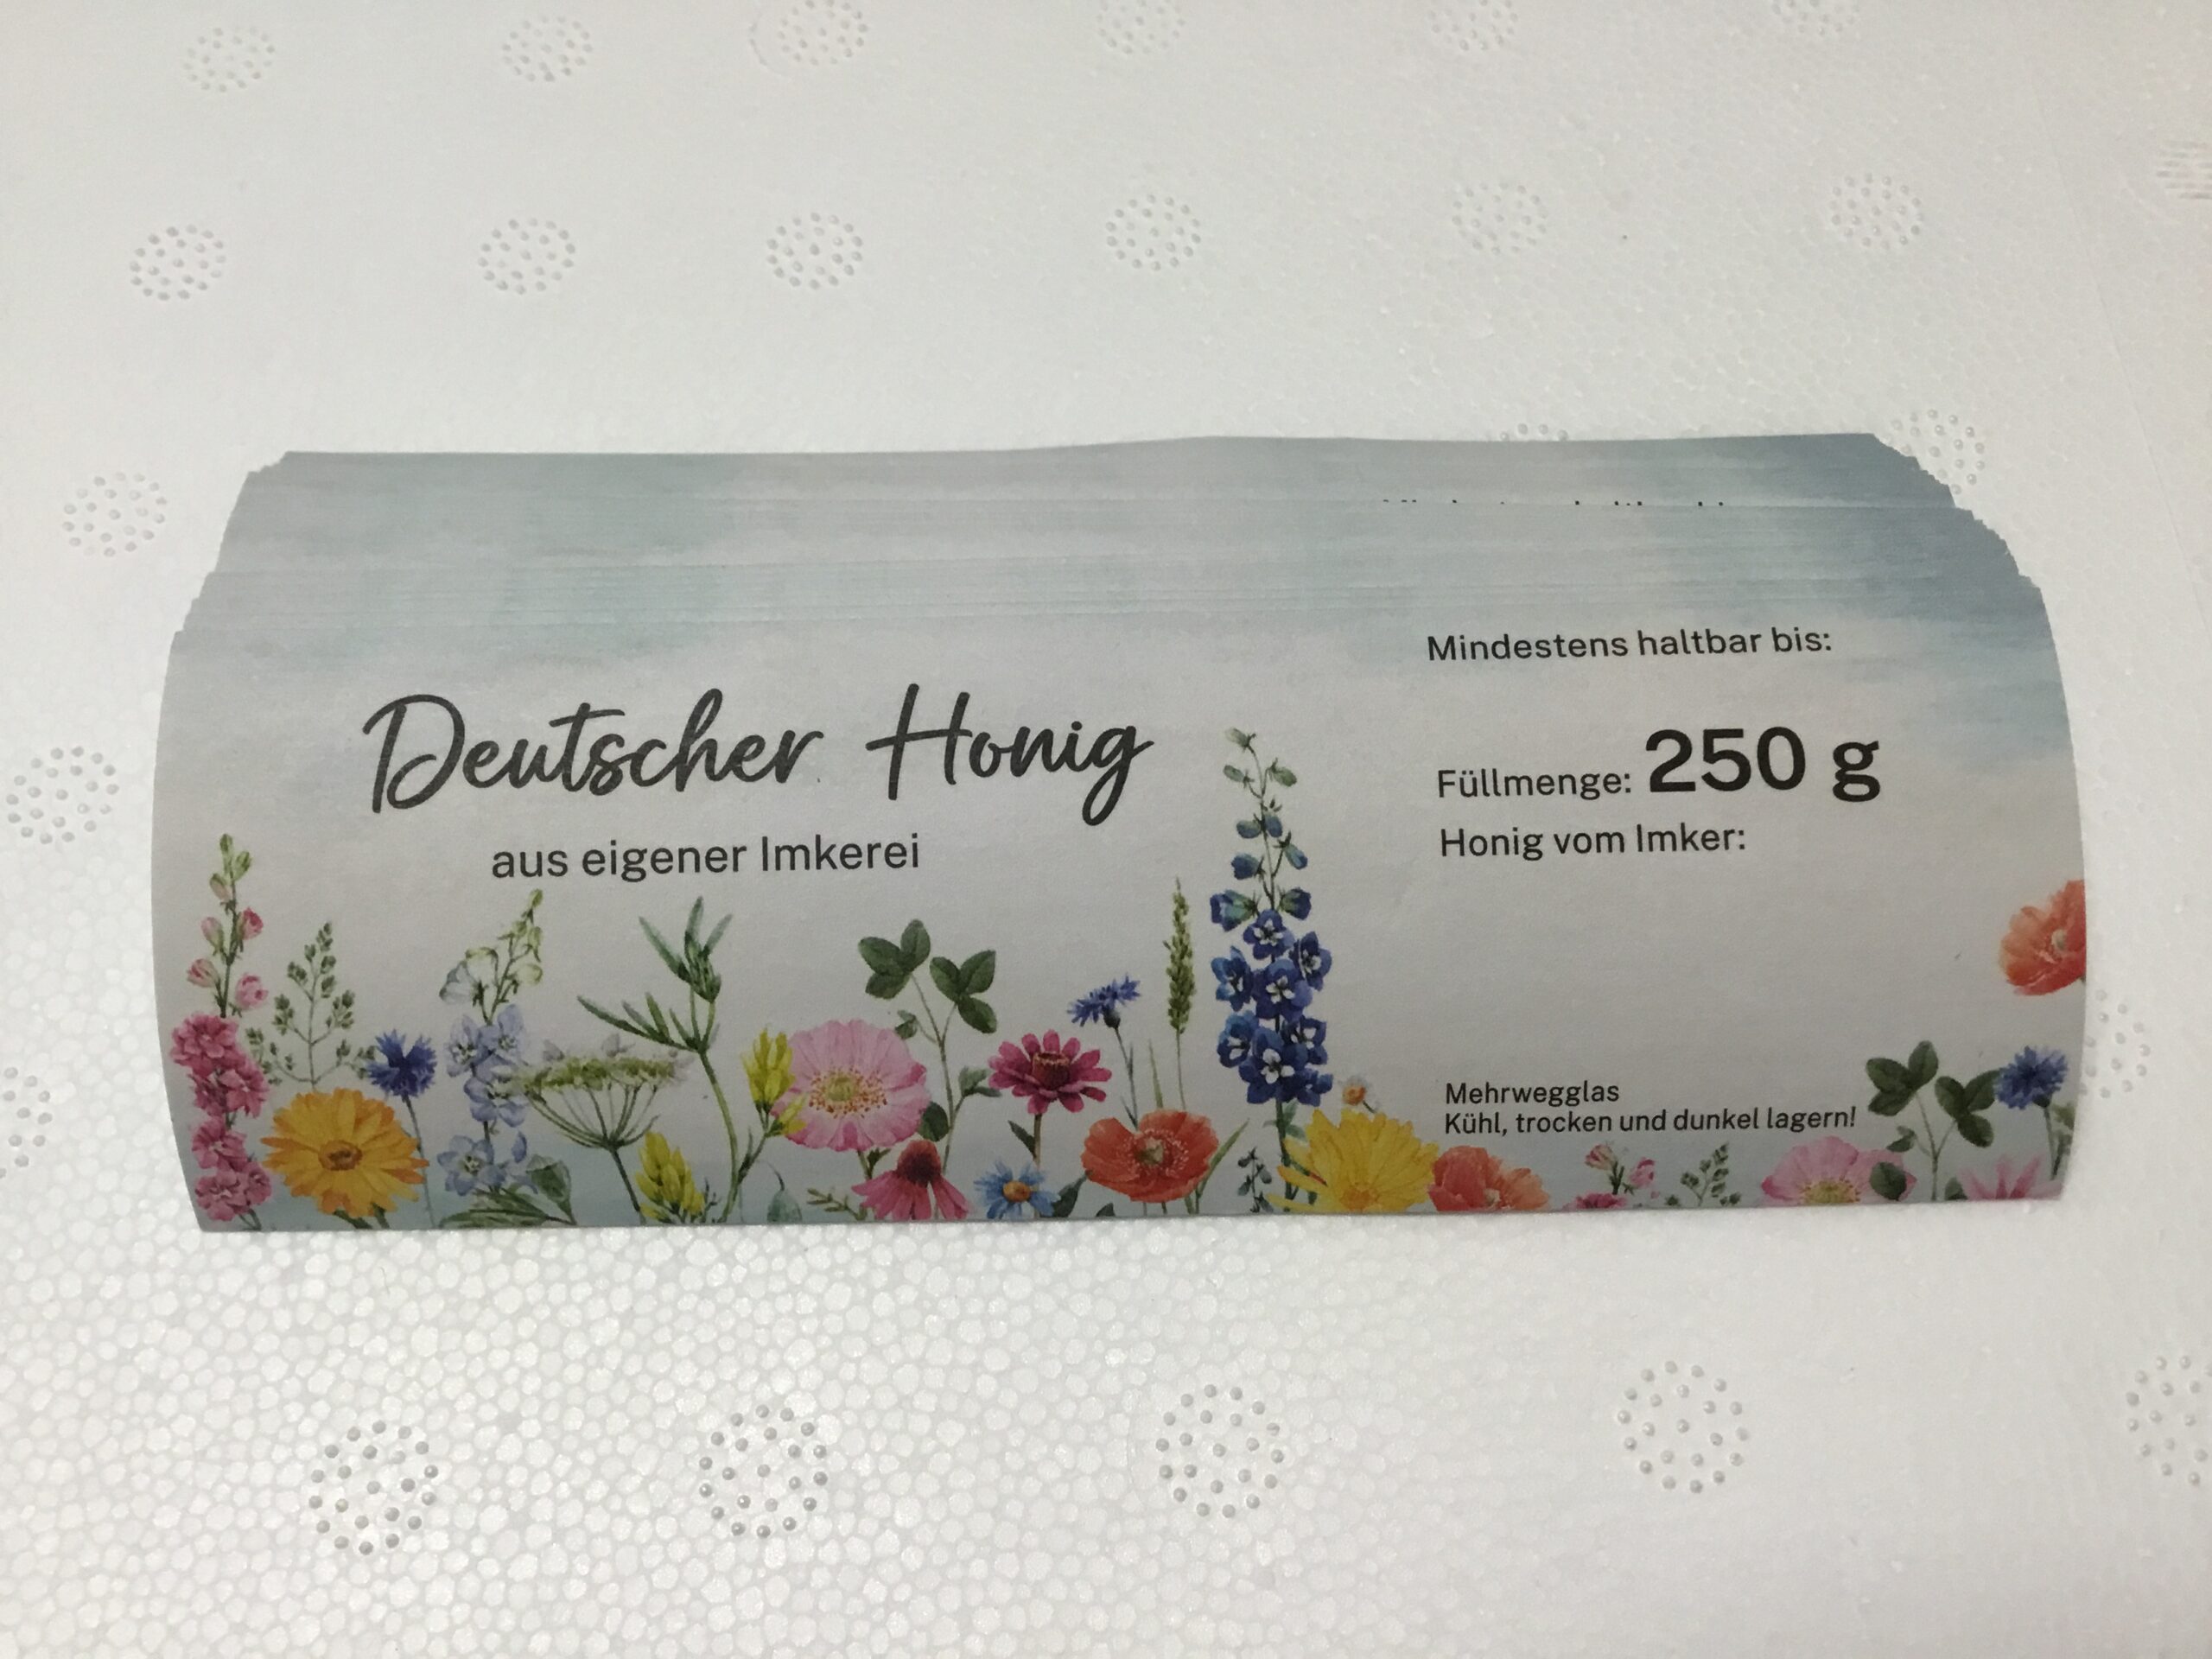 Deutscher Honig
aus eigener Imkerei
Mindestens haltbar bis:
Füllmenge: 250 g
Honig vom Imker:
Mehrwegglas
Kühl, trocken und dunkel lagern!